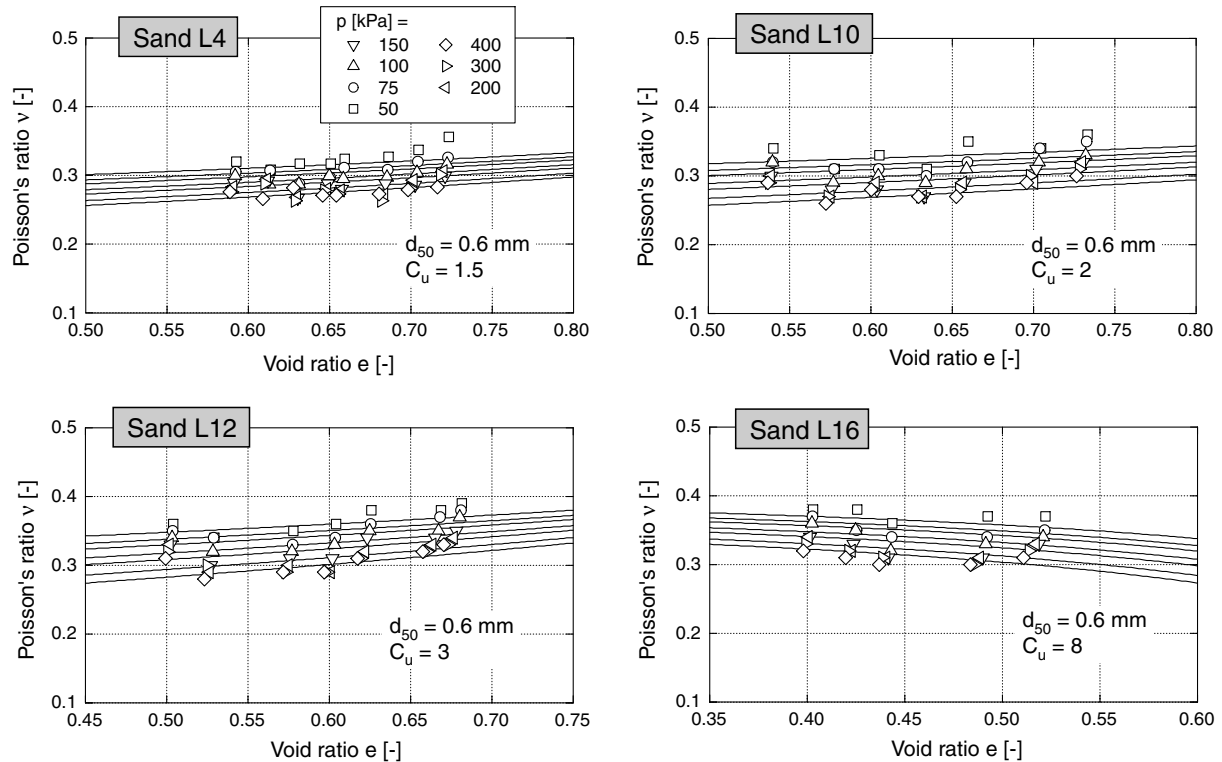 Sand L4
p [kPa] =
150
400
100
300
75
200
50
0.5
0.4
0.3
0.2
0.1
Poisson's ratio ν [-]
d50 = 0.6 mm
Cu = 1.5
0.50 0.55 0.60 0.65 0.70 0.75 0.80
Void ratio e [-]
Sand L10
0.5
0.4
0.3
0.2
0.1
Poisson's ratio ν [-]
d50 = 0.6 mm
Cu = 2
0.50 0.55 0.60 0.65 0.70 0.75 0.80
Void ratio e [-]
Sand L12
0.5
0.4
0.3
0.2
0.1
Poisson's ratio ν [-]
d50 = 0.6 mm
Cu = 3
0.45 0.50 0.55 0.60 0.65 0.70 0.75
Void ratio e [-]
Sand L16
0.5
0.4
0.3
0.2
0.1
Poisson's ratio ν [-]
d50 = 0.6 mm
Cu = 8
0.35 0.40 0.45 0.50 0.55 0.60
Void ratio e [-]